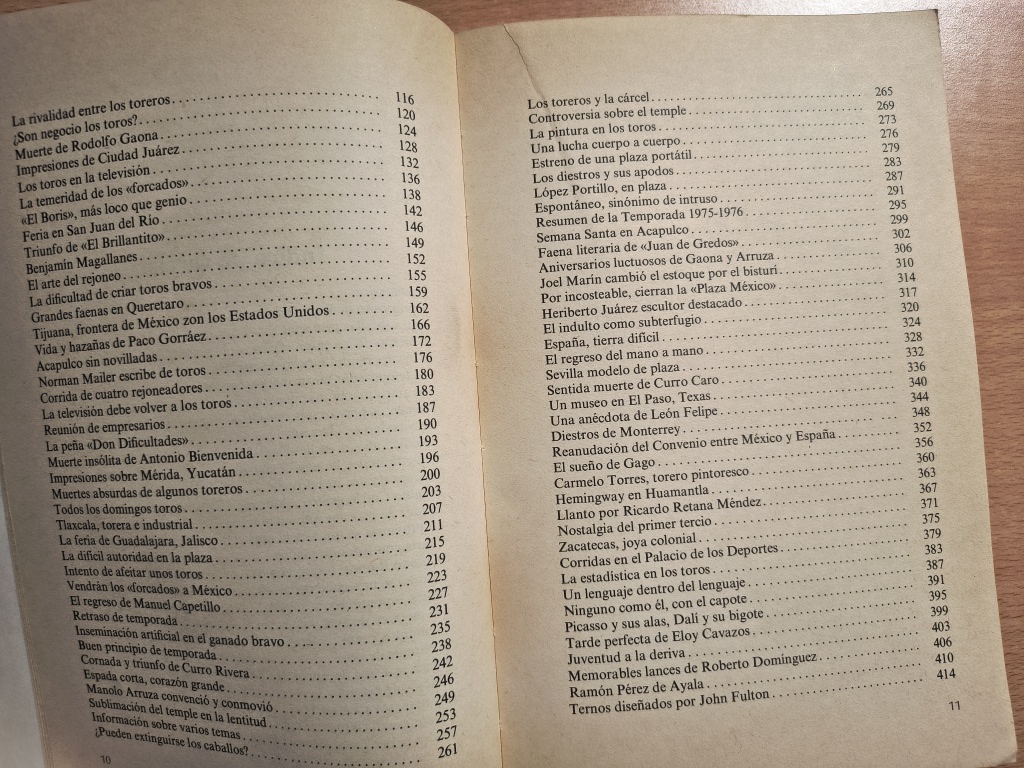 La rivalidad entre los toreros 116
¿Son negocio los toros? 120
Muerte de Rodolfo Gaona 124
Impresiones de Ciudad Juárez 128
Los toros en la televisión 132
La temeridad de los «forcados» 136
«El Boris», más loco que genio 138
Feria en San Juan del Río 142
Triunfo de «El Brillantito» 146
Benjamín Magallanes 149
El arte del rejoneo 152
La dificultad de criar toros bravos 155
Grandes faenas en Queretaro 159
Tijuana, frontera de México zon los Estados Unidos 162
Vida y hazañas de Paco Gorráez 166
Acapulco sin novilladas 172
Norman Mailer escribe de toros 176
Corrida de cuatro rejoneadores 180
La televisión debe volver a los toros 183
Reunión de empresarios 187
La peña «Don Dificultades» 190
Muerte insólita de Antonio Bienvenida 193
Impresiones sobre Mérida, Yucatán 196
Muertes absurdas de algunos toreros 200
Todos los domingos toros 203
Tlaxcala, torera e industrial 207
La feria de Guadalajara, Jalisco 211
La difícil autoridad en la plaza 215
Intento de afeitar unos toros 219
Vendrán los «forcados» a México 223
El regreso de Manuel Capetillo 227
Retraso de temporada 231
Inseminación artificial en el ganado bravo 235
Buen principio de temporada 238
Cornada y triunfo de Curro Rivera 242
Espada corta, corazón grande 246
Manolo Arruza convenció y conmovió 249
Sublimación del temple en la lentitud 253
Información sobre varios temas 257
¿Pueden extinguirse los caballos? 261
10
Los toreros y la cárcel 265
Controversia sobre el temple 269
La pintura en los toros 273
Una lucha cuerpo a cuerpo 276
Estreno de una plaza portátil 279
Los diestros y sus apodos 283
López Portillo, en plaza 287
Espontáneo, sinónimo de intruso 291
Resumen de la Temporada 1975-1976 295
Semana Santa en Acapulco 299
Faena literaria de «Juan de Gredos» 302
Aniversarios luctuosos de Gaona y Arruza 306
Joel Marín cambió el estoque por el bisturí 310
Por incosteable, cierran la «Plaza México» 314
Heriberto Juárez escultor destacado 317
El indulto como subterfugio 320
España, tierra difícil 324
El regreso del mano a mano 328
Sevilla modelo de plaza 332
Sentida muerte de Curro Caro 336
Un museo en El Paso, Texas 340
Una anécdota de León Felipe 344
Diestros de Monterrey 348
Reanudación del Convenio entre México y España 352
El sueño de Gago 356
Carmelo Torres, torero pintoresco 360
Hemingway en Huamantla 363
Llanto por Ricardo Retana Méndez 367
Nostalgia del primer tercio 371
Zacatecas, joya colonial 375
Corridas en el Palacio de los Deportes 379
La estadística en los toros 383
Un lenguaje dentro del lenguaje 387
Ninguno como él, con el capote 391
Picasso y sus alas, Dalí y su bigote 395
Tarde perfecta de Eloy Cavazos 399
Juventud a la deriva 403
Memorables lances de Roberto Domínguez 406
Ramón Pérez de Ayala 410
Ternos diseñados por John Fulton 414
11